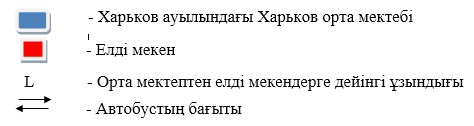 - Харьков ауылындағы Харьков орта мектебі
- Елді мекен
L - Орта мектептен елді мекендерге дейінгі ұзындығы
- Автобустың бағыты